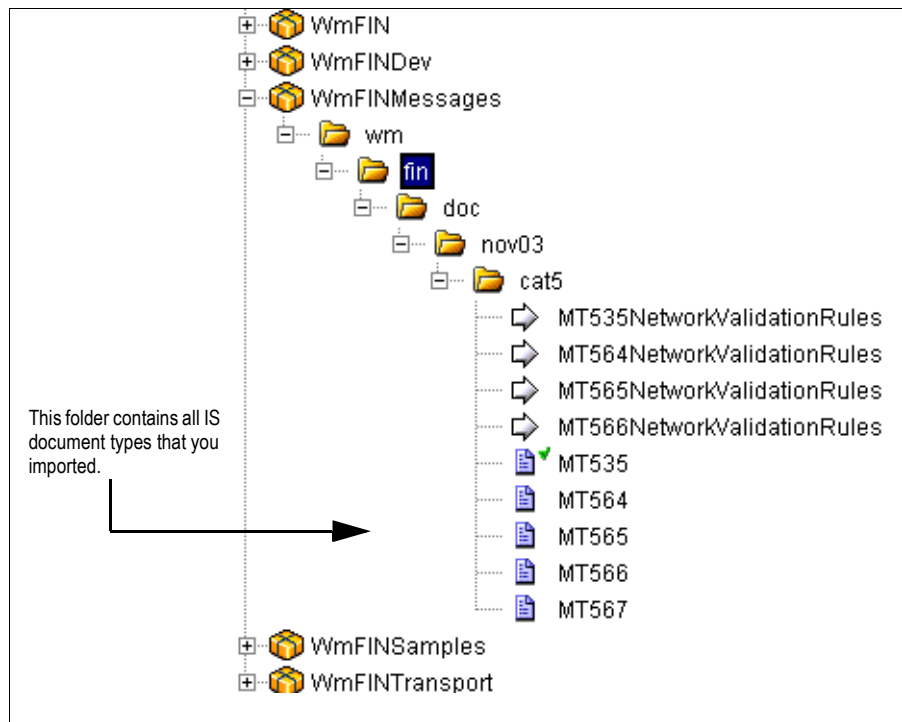 WmFIN
WmFINDev
WmFINMessages
wm
fin
doc
nov03
cat5
MT535NetworkValidationRules
MT564NetworkValidationRules
MT565NetworkValidationRules
MT566NetworkValidationRules
This folder contains all IS
document types that you
imported.
MT535
MT564
MT565
MT566
MT567
WmFINSamples
WmFINTransport